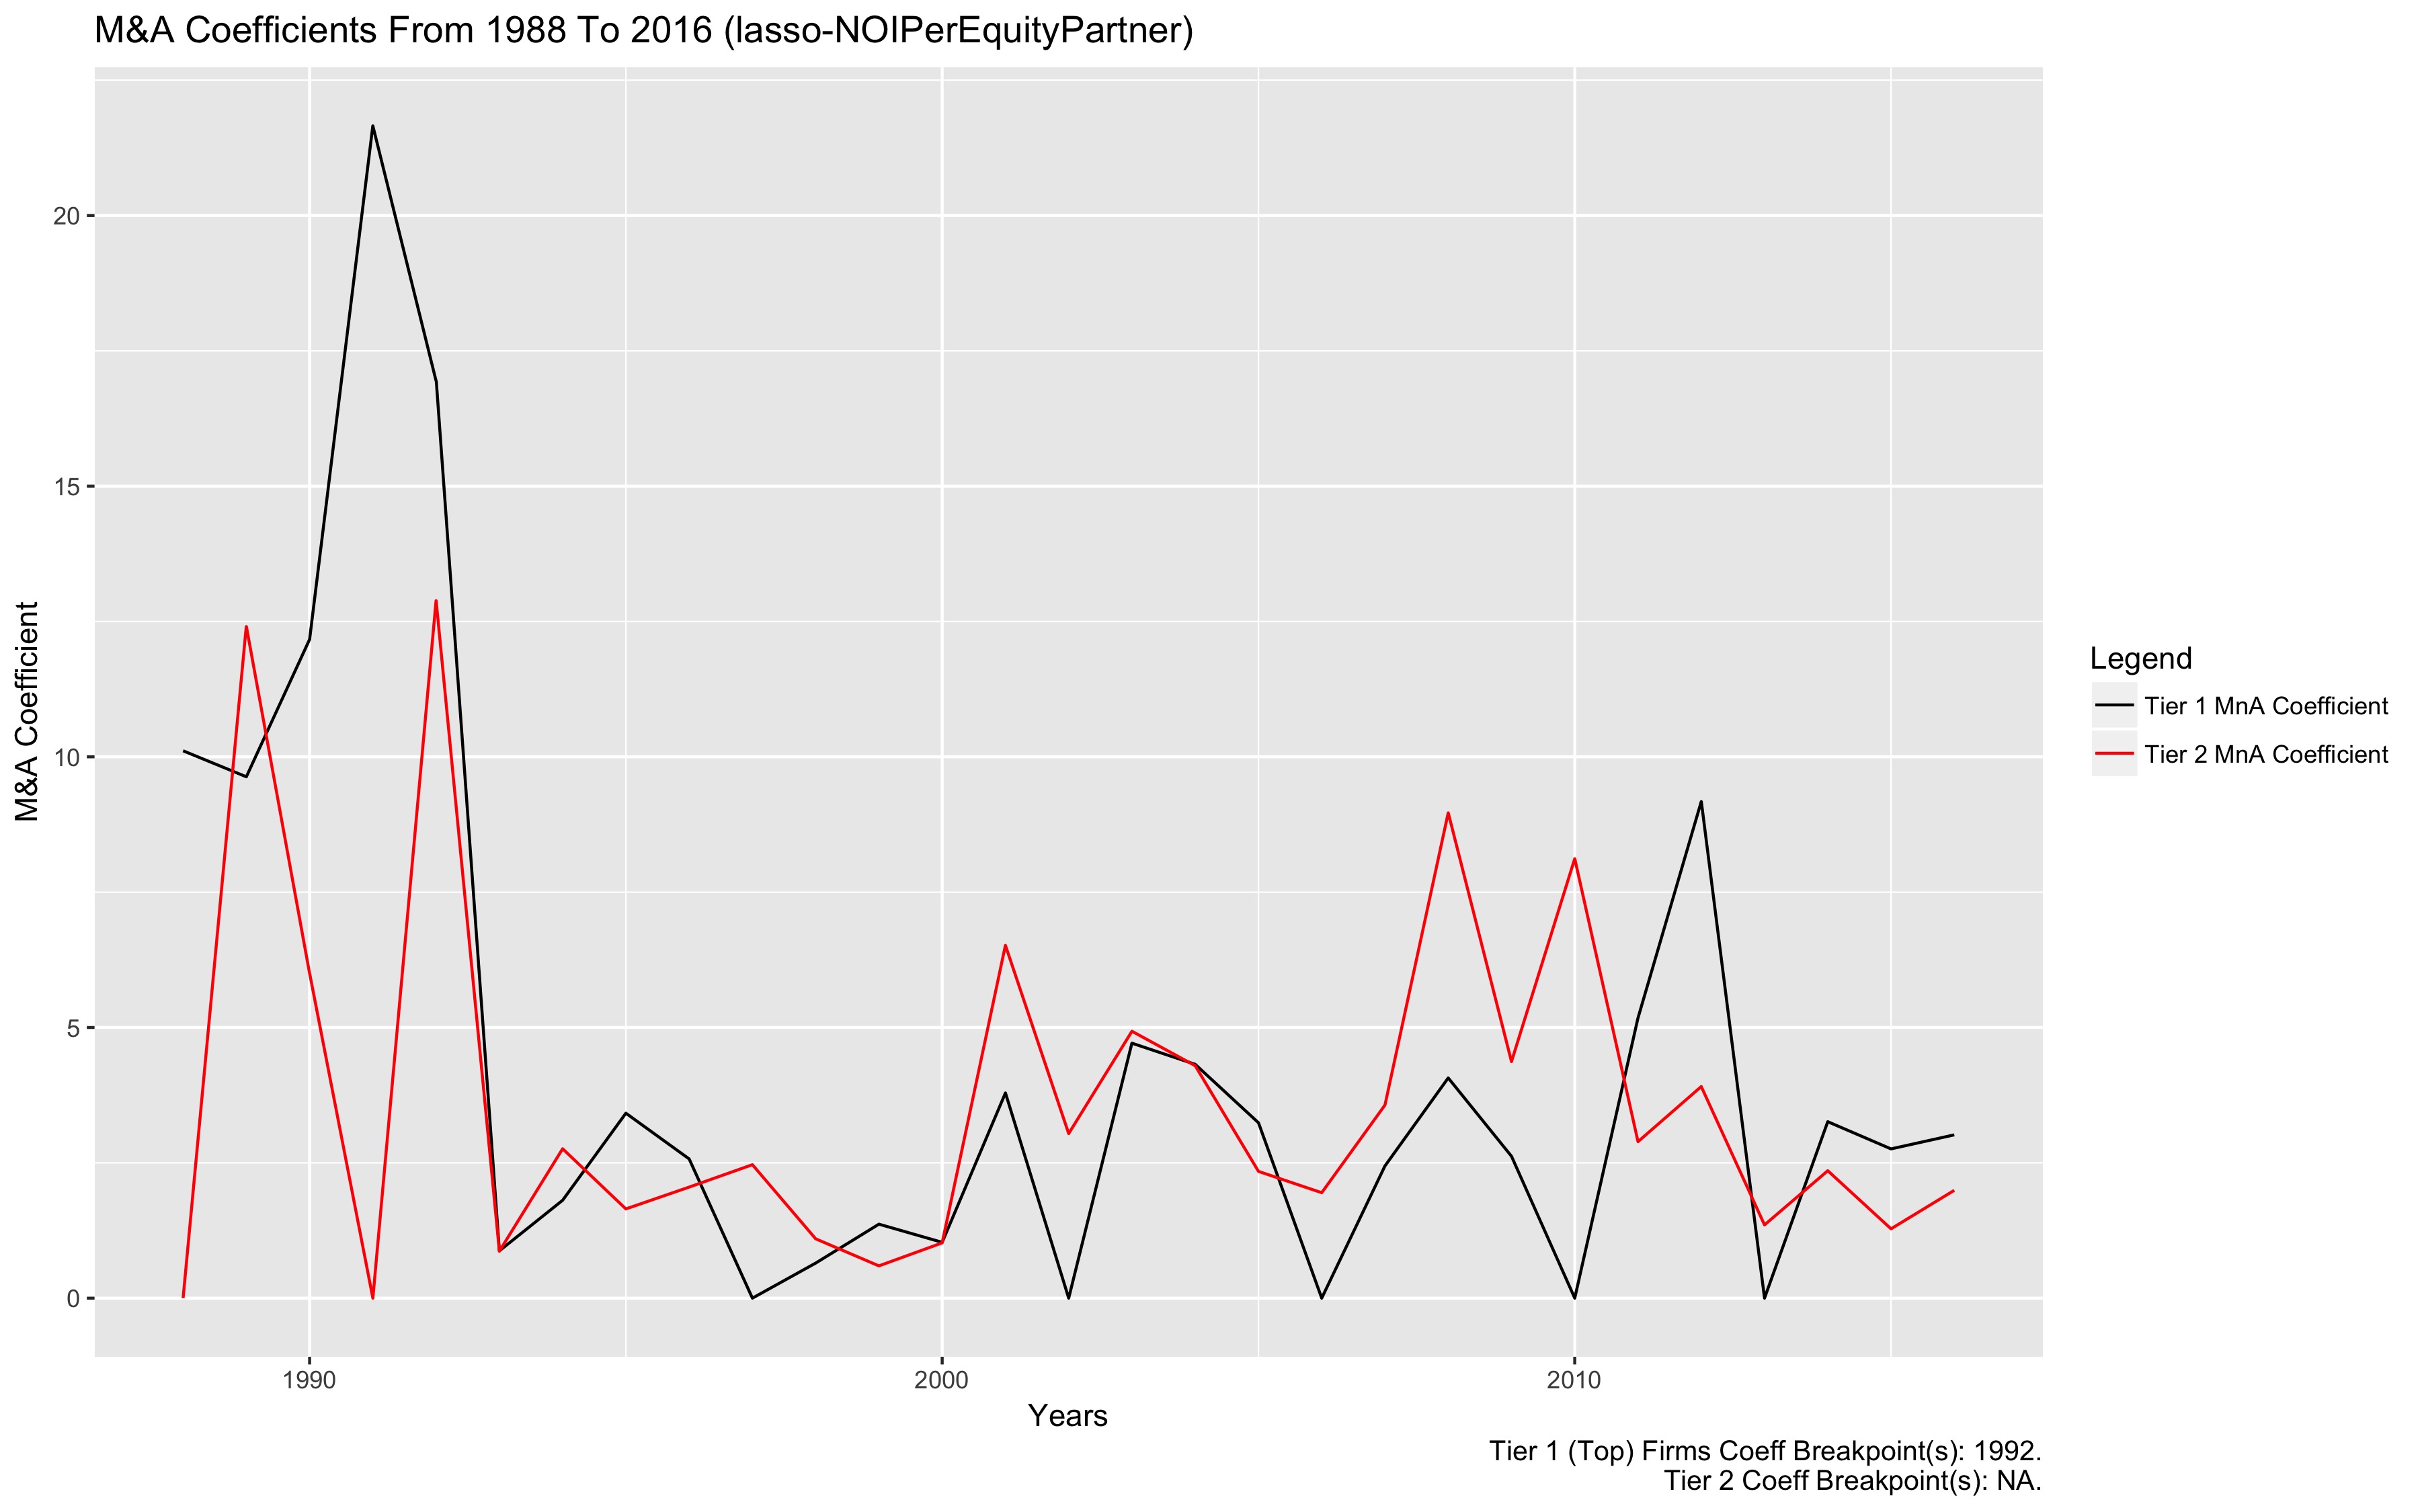 M&A Coefficients From 1988 To 2016 (lasso-NOIPerEquityPartner)
M&A Coefficient
20
15
10
5
0
1990
2000
2010
Years
Legend
Tier 1 MnA Coefficient
Tier 2 MnA Coefficient
Tier 1 (Top) Firms Coeff Breakpoint(s): 1992.
Tier 2 Coeff Breakpoint(s): NA.